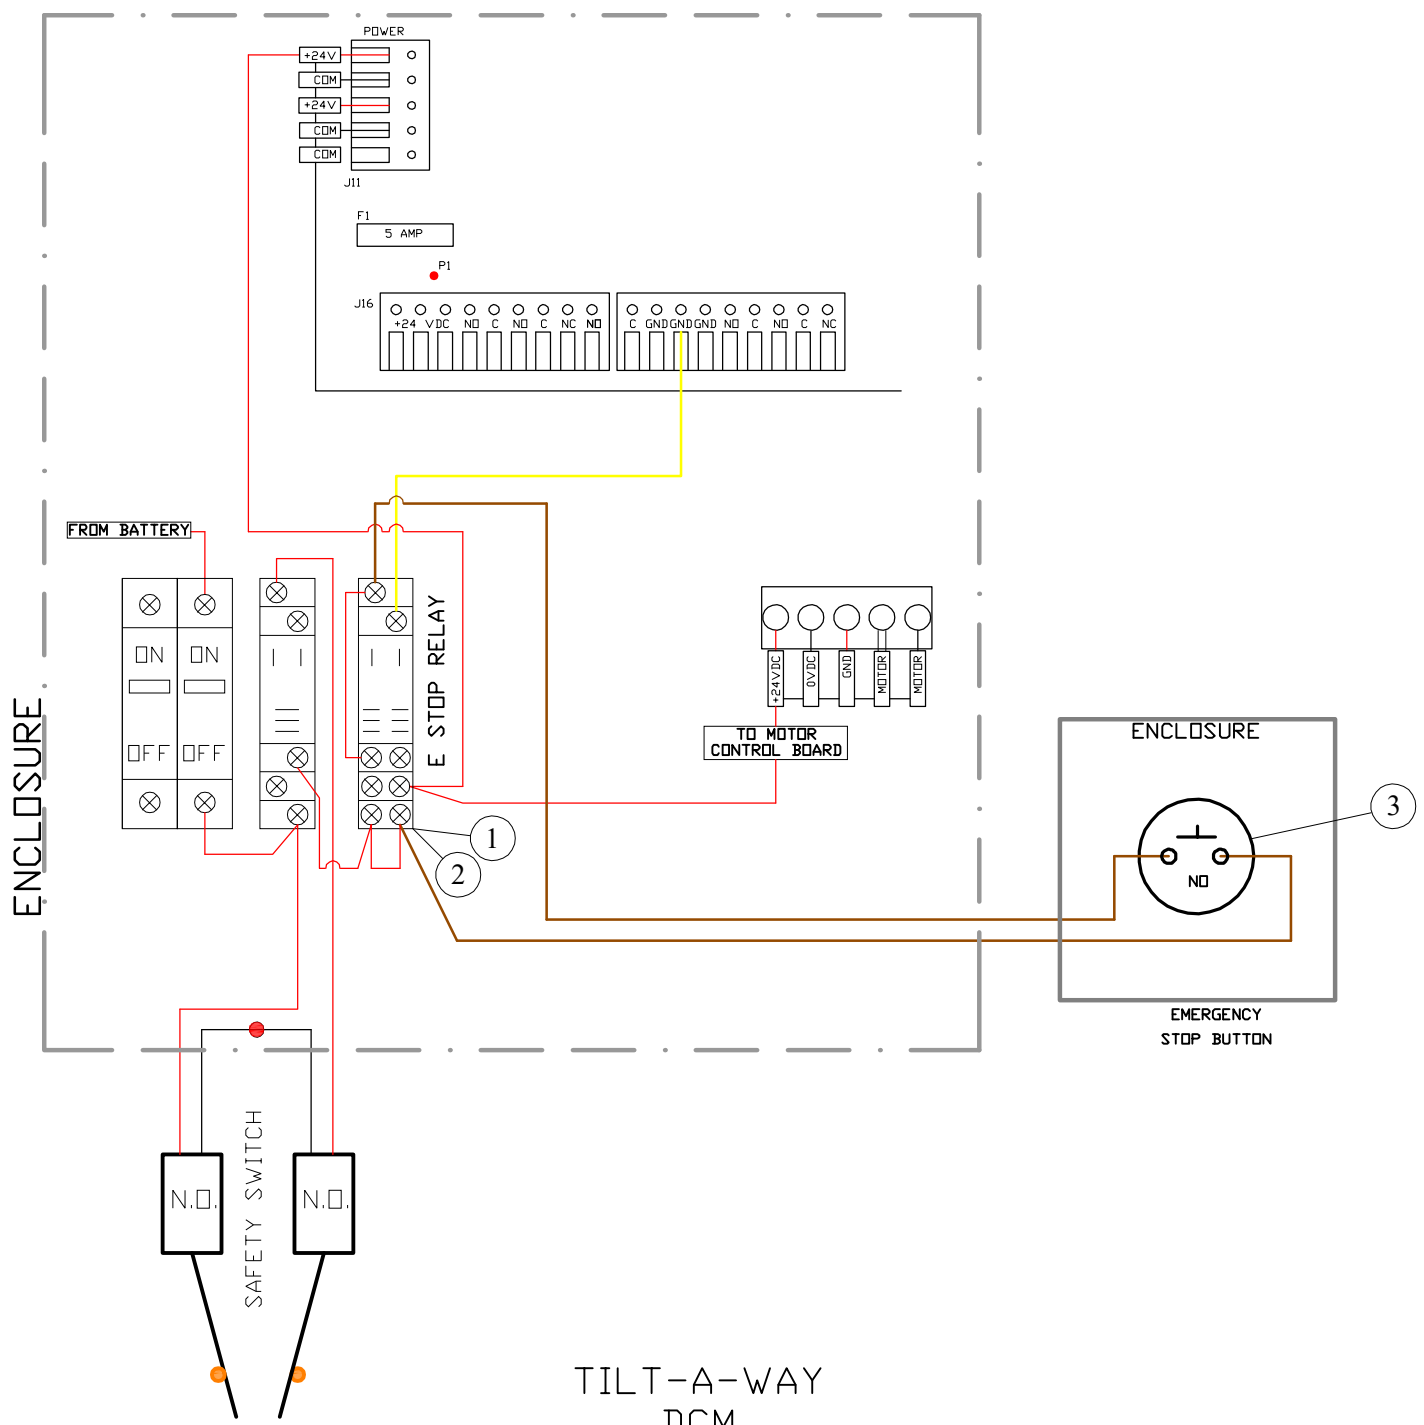 POWER
+24V
COM
+24V
COM
COM
J11
F1
5 AMP
P1
J16
+24 VDC NO C NO C NC NO
C GND GND GND NO C NO C NC
FROM BATTERY
ON ON
OFF OFF
E STOP RELAY
ENCLOSURE
+24VDC
0VDC
GND
MOTOR
MOTOR
TO MOTOR
CONTROL BOARD
1
2
ENCLOSURE
3
NO
EMERGENCY
STOP BUTTON
N.O.
SAFETY SWITCH
N.O.
TILT-A-WAY
DCM